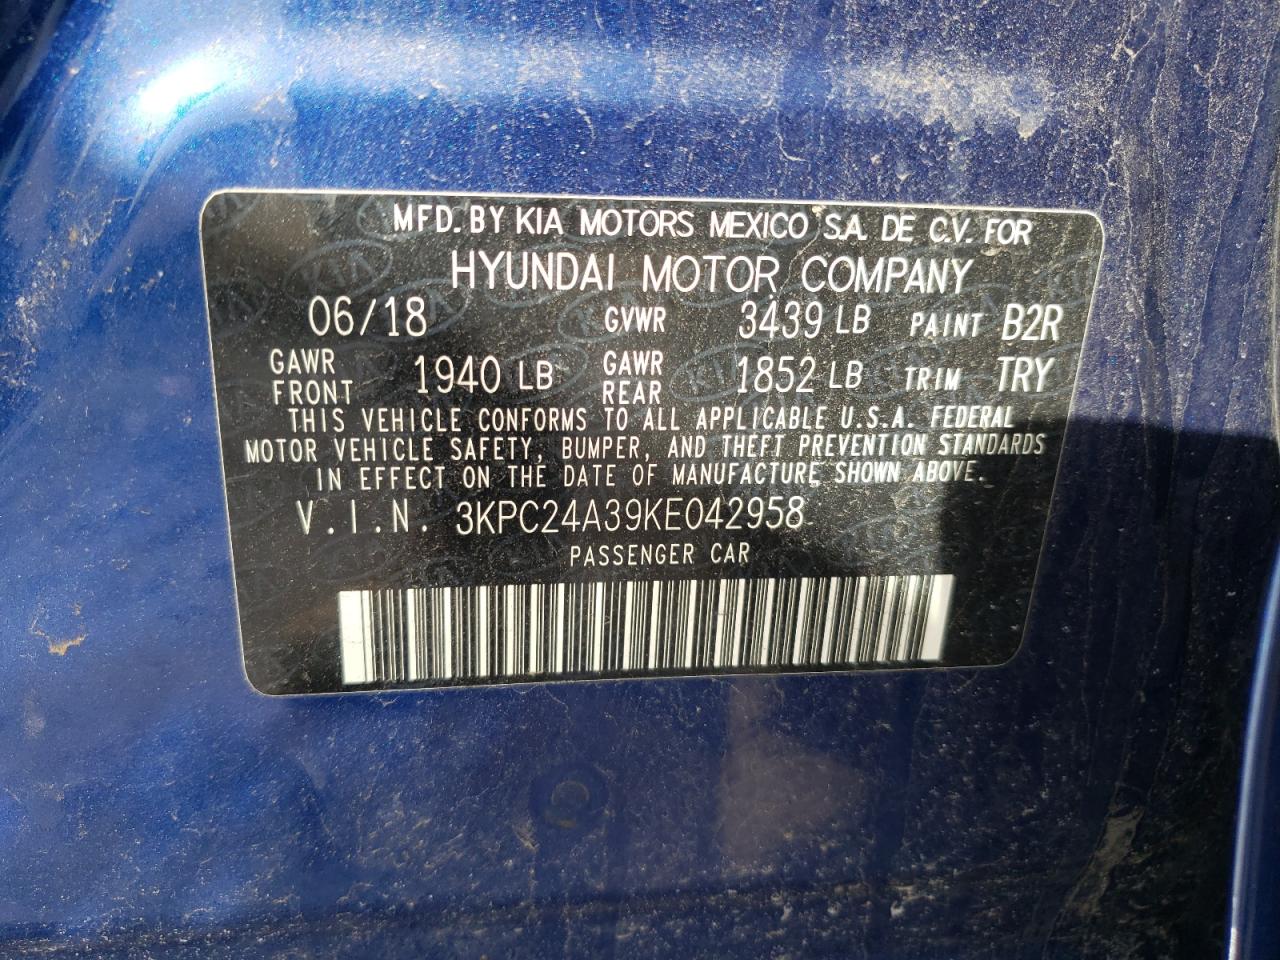 MFD. BY KIA MOTORS MEXICO S.A. DE C.V. FOR
HYUNDAI MOTOR COMPANY
06/18 GVWR 3439 LB PAINT B2R
GAWR FRONT 1940 LB GAWR REAR 1852 LB TRIM TRY
THIS VEHICLE CONFORMS TO ALL APPLICABLE U.S.A. FEDERAL
MOTOR VEHICLE SAFETY, BUMPER, AND THEFT PREVENTION STANDARDS
IN EFFECT ON THE DATE OF MANUFACTURE SHOWN ABOVE.
V.I.N. 3KPC24A39KE042958
PASSENGER CAR